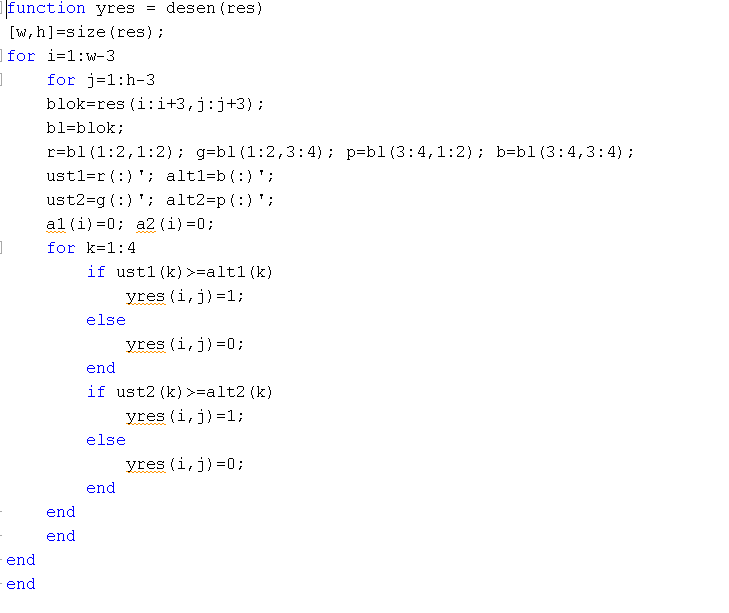 function yres = desen(res)
[w,h]=size(res);
for i=1:w-3
    for j=1:h-3
    blok=res(i:i+3,j:j+3);
    bl=blok;
    r=bl(1:2,1:2); g=bl(1:2,3:4); p=bl(3:4,1:2); b=bl(3:4,3:4);
    ust1=r(:)'; alt1=b(:)';
    ust2=g(:)'; alt2=p(:)';
    a1(i)=0; a2(i)=0;
    for k=1:4
        if ust1(k)>=alt1(k)
            yres(i,j)=1;
        else
            yres(i,j)=0;
        end
        if ust2(k)>=alt2(k)
            yres(i,j)=1;
        else
            yres(i,j)=0;
        end
    end
    end
end
end